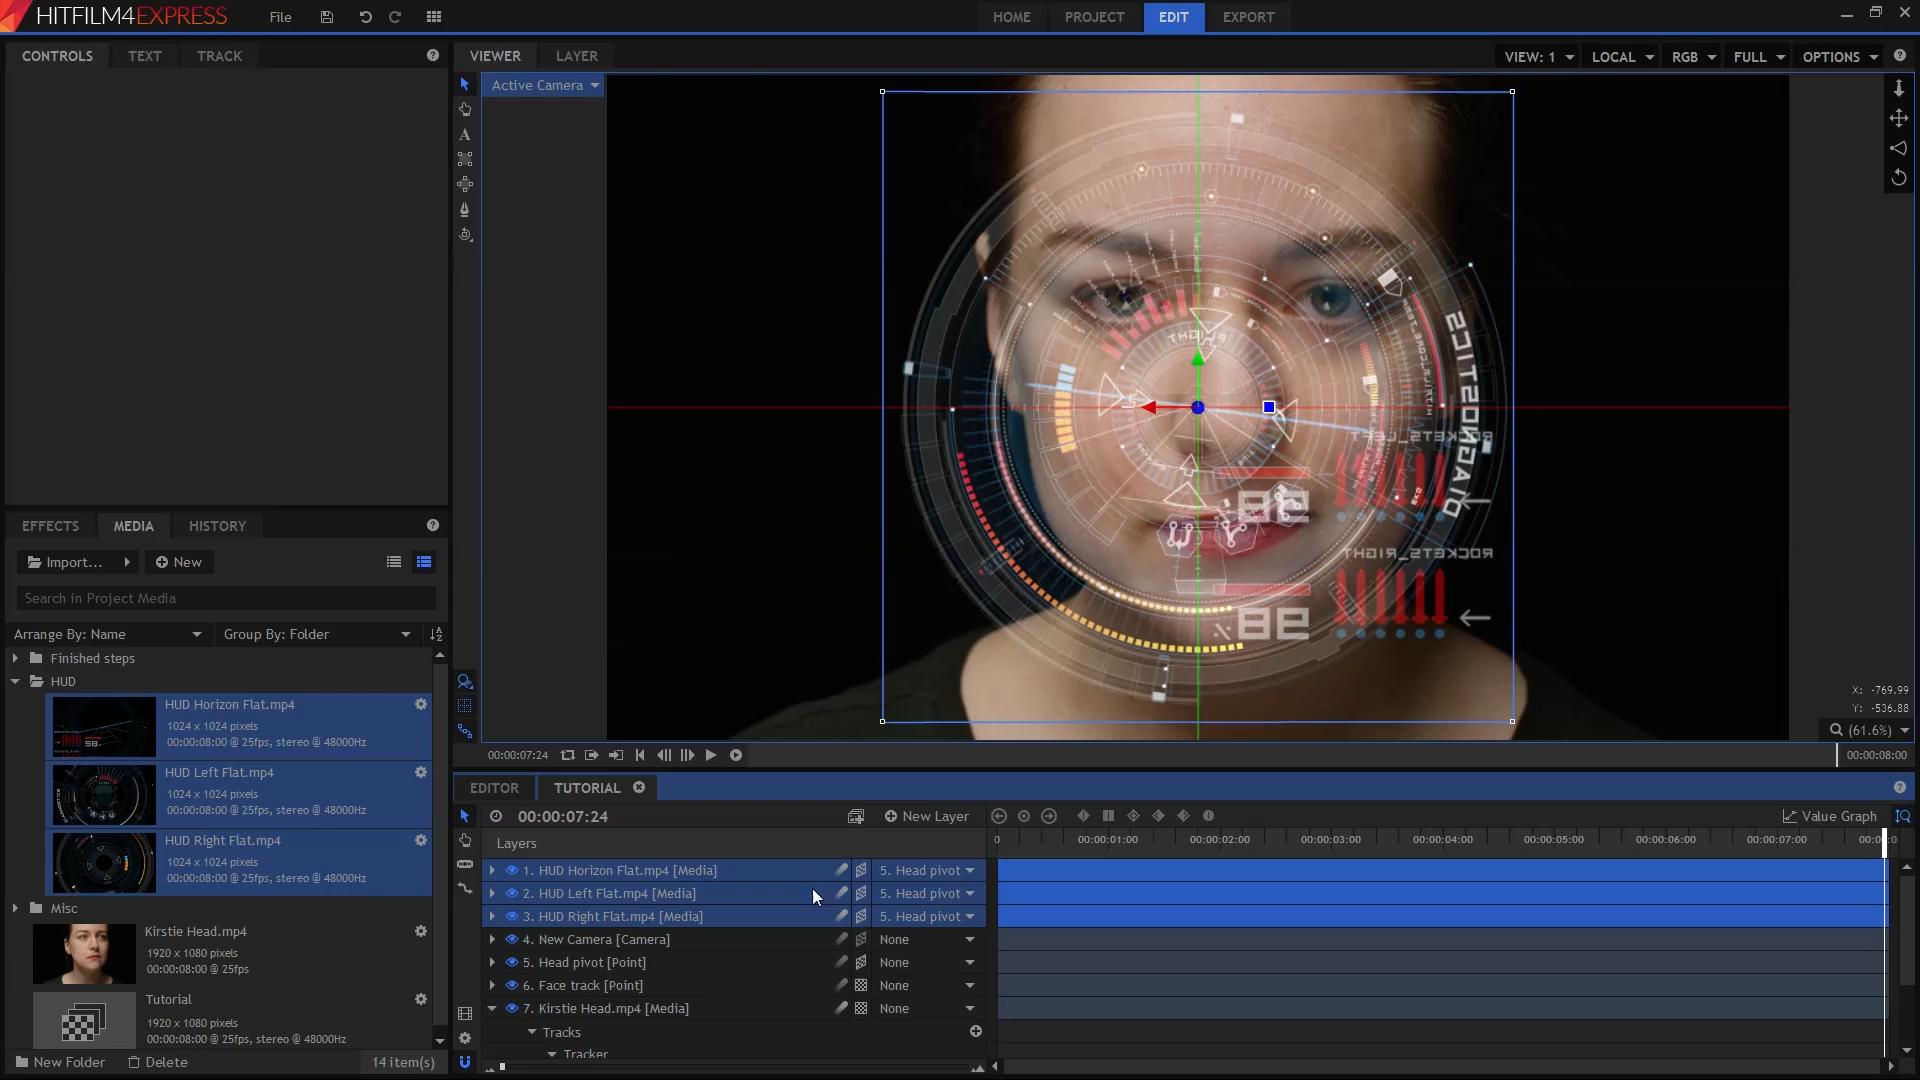 HITFILM4EXPRESS
File
HOME
PROJECT
EDIT
EXPORT
CONTROLS
TEXT
TRACK
VIEWER
LAYER
VIEW: 1
LOCAL
RGB
FULL
OPTIONS
Active Camera
FLIGHT
DIAGNOSTICS
ROCKETS_LEFT
98
ROCKETS_RIGHT
98%
X: -769.99
Y: -536.88
(61.6%)
EFFECTS
MEDIA
HISTORY
Import...
New
Search in Project Media
Arrange By: Name
Group By: Folder
Finished steps
HUD
HUD Horizon Flat.mp4
1024 x 1024 pixels
00:00:08:00 @ 25fps, stereo @ 48000Hz
HUD Left Flat.mp4
1024 x 1024 pixels
00:00:08:00 @ 25fps, stereo @ 48000Hz
HUD Right Flat.mp4
1024 x 1024 pixels
00:00:08:00 @ 25fps, stereo @ 48000Hz
Misc
Kirstie Head.mp4
1920 x 1080 pixels
00:00:08:00 @ 25fps
Tutorial
1920 x 1080 pixels
00:00:08:00 @ 25fps, stereo @ 48000Hz
New Folder
Delete
14 item(s)
00:00:07:24
00:00:08:00
EDITOR
TUTORIAL
00:00:07:24
New Layer
Value Graph
Layers
0
00:00:01:00
00:00:02:00
00:00:03:00
00:00:04:00
00:00:05:00
00:00:06:00
00:00:07:00
1. HUD Horizon Flat.mp4 [Media]
5. Head pivot
2. HUD Left Flat.mp4 [Media]
5. Head pivot
3. HUD Right Flat.mp4 [Media]
5. Head pivot
4. New Camera [Camera]
None
5. Head pivot [Point]
None
6. Face track [Point]
None
7. Kirstie Head.mp4 [Media]
None
Tracks
Tracker